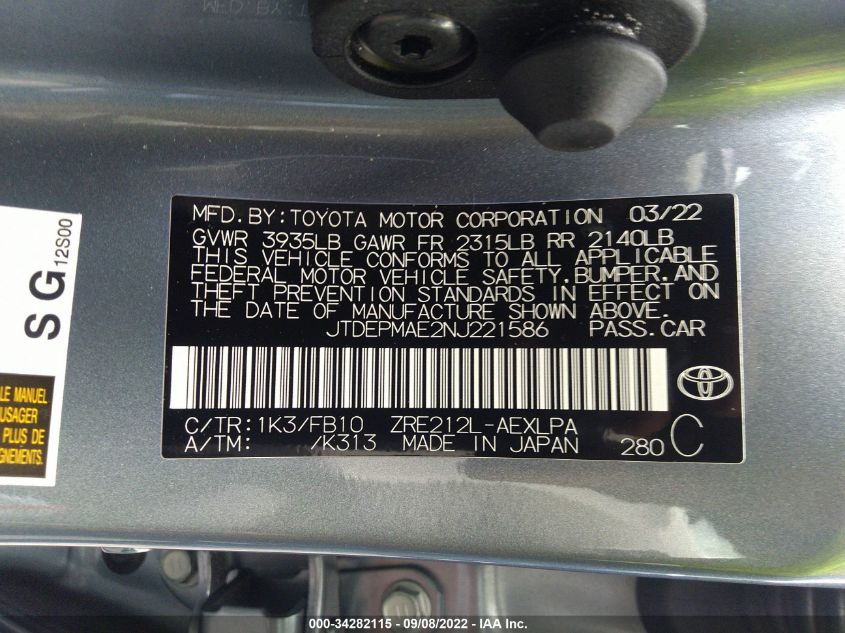 MFD.BY:TOYOTA MOTOR CORPORATION 03/22
GVWR 3935LB GAWR FR 2315LB RR 2140LB
THIS VEHICLE CONFORMS TO ALL APPLICABLE
FEDERAL MOTOR VEHICLE SAFETY,BUMPER,AND
THEFT PREVENTION STANDARDS IN EFFECT ON
THE DATE OF MANUFACTURE SHOWN ABOVE.
JTDEPMAE2NJ221586 PASS.CAR
C/TR:1K3/FB10 ZRE212L-AEXLPA
A/TM: /K313 MADE IN JAPAN 280 C
SG 12S00
LE MANUEL
USAGER
PLUS DE
GNEMENTS.
000-34282115 - 09/08/2022 - IAA Inc.